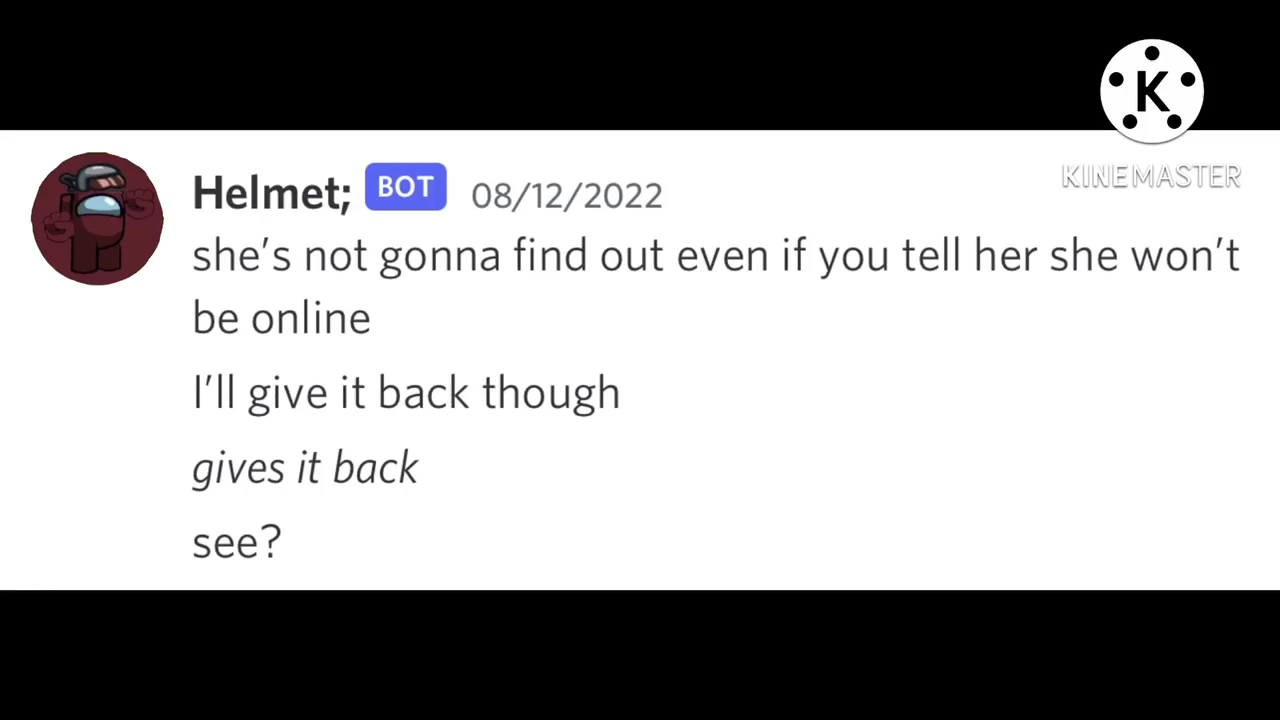 K
KINEMASTER
Helmet; BOT 08/12/2022
she’s not gonna find out even if you tell her she won’t
be online
I’ll give it back though
gives it back
see?